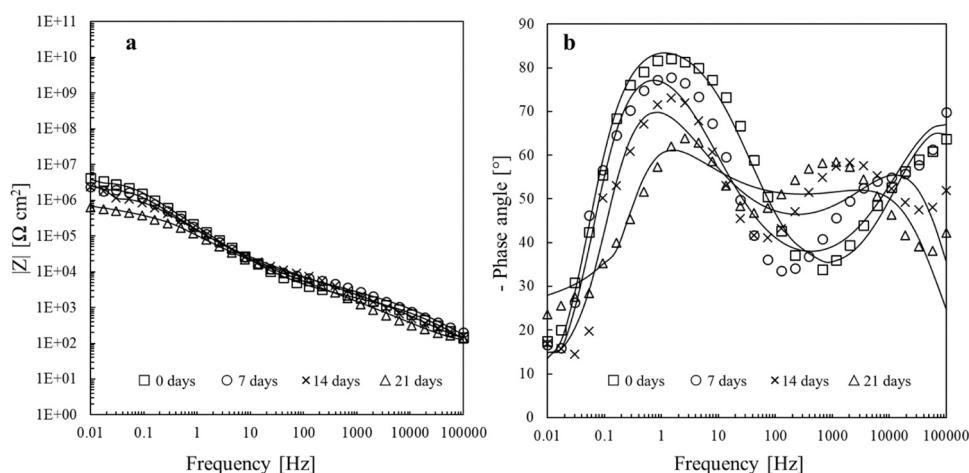 a
|Z| [Ω cm²]
1E+11
1E+10
1E+09
1E+08
1E+07
1E+06
1E+05
1E+04
1E+03
1E+02
1E+01
1E+00
0 days 7 days 14 days 21 days
0.01 0.1 1 10 100 1000 10000 100000
Frequency [Hz]
b
- Phase angle [°]
90
80
70
60
50
40
30
20
10
0
0 days 7 days 14 days 21 days
0.01 0.1 1 10 100 1000 10000 100000
Frequency [Hz]